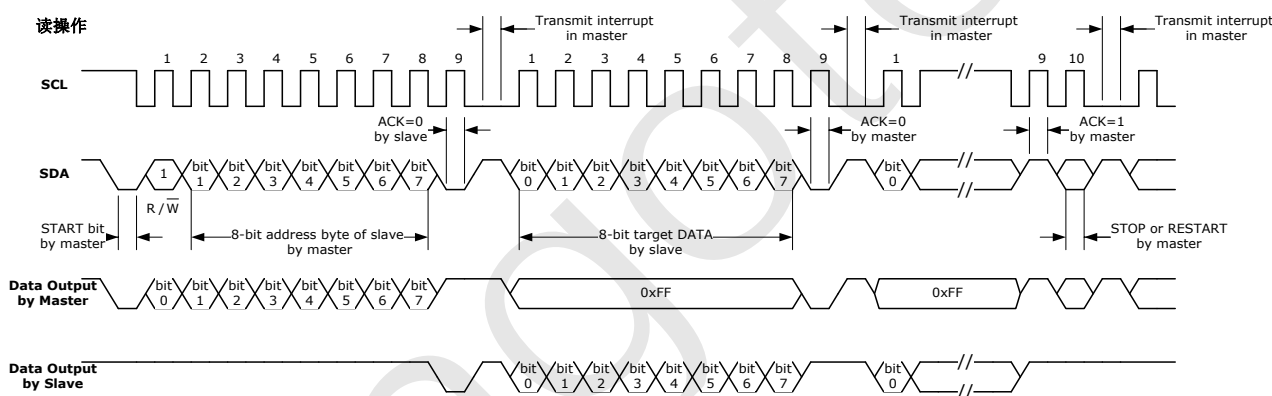 读操作
Transmit interrupt
in master
Transmit interrupt
in master
Transmit interrupt
in master
1 2 3 4 5 6 7 8 9 1 2 3 4 5 6 7 8 9 1 // 9 10
SCL
ACK=0
by slave
ACK=0
by master
ACK=1
by master
SDA
1 bit 1 bit 2 bit 3 bit 4 bit 5 bit 6 bit 7 bit 0 bit 1 bit 2 bit 3 bit 4 bit 5 bit 6 bit 7 bit 0 //
R / W̅
START bit
by master
8-bit address byte of slave
by master
8-bit target DATA
by slave
STOP or RESTART
by master
Data Output
by Master
bit 0 bit 1 bit 2 bit 3 bit 4 bit 5 bit 6 bit 7 0xFF 0xFF
Data Output
by Slave
bit 0 bit 1 bit 2 bit 3 bit 4 bit 5 bit 6 bit 7 bit 0 //